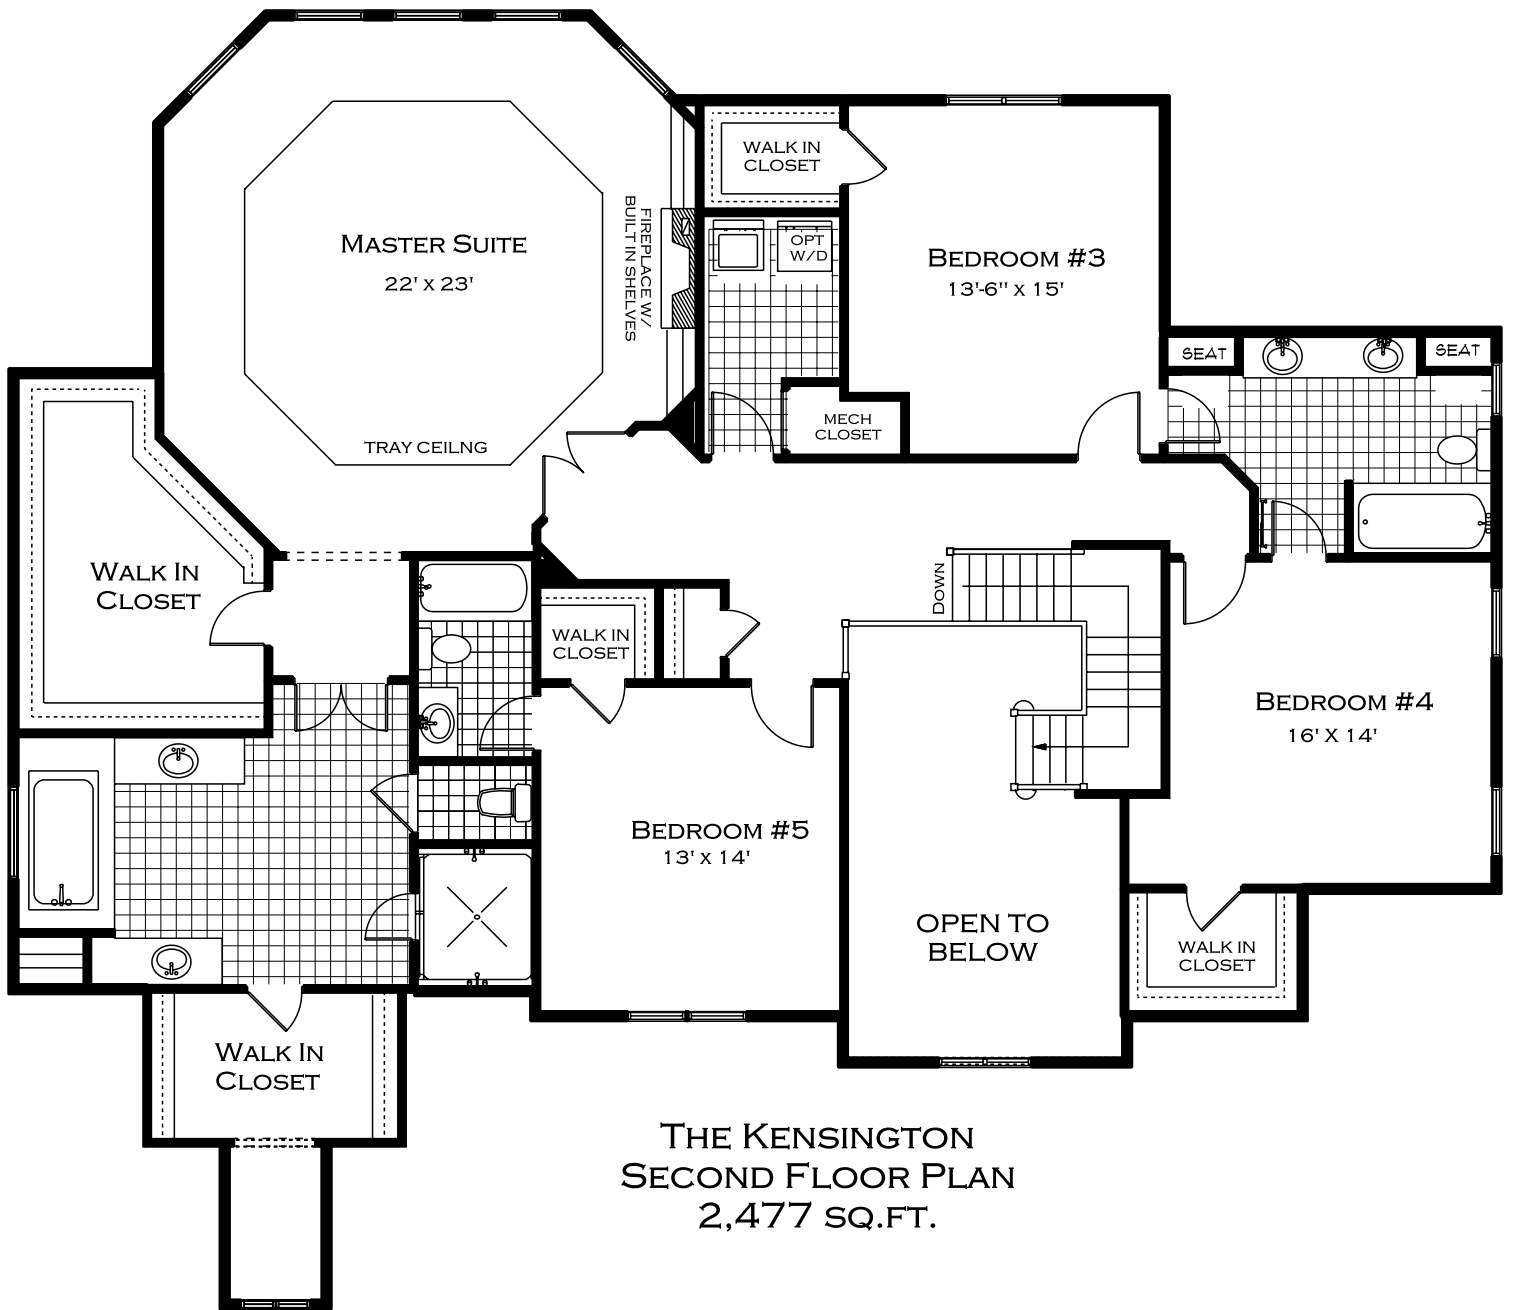 WALK IN
CLOSET
MASTER SUITE
22' X 23'
FIREPLACE W/
BUILT IN SHELVES
OPT
W/D
BEDROOM #3
13'-6" X 15'
SEAT
SEAT
MECH
CLOSET
TRAY CEILNG
WALK IN
CLOSET
DOWN
WALK IN
CLOSET
BEDROOM #4
16' X 14'
BEDROOM #5
13' X 14'
OPEN TO
BELOW
WALK IN
CLOSET
WALK IN
CLOSET
THE KENSINGTON
SECOND FLOOR PLAN
2,477 SQ.FT.